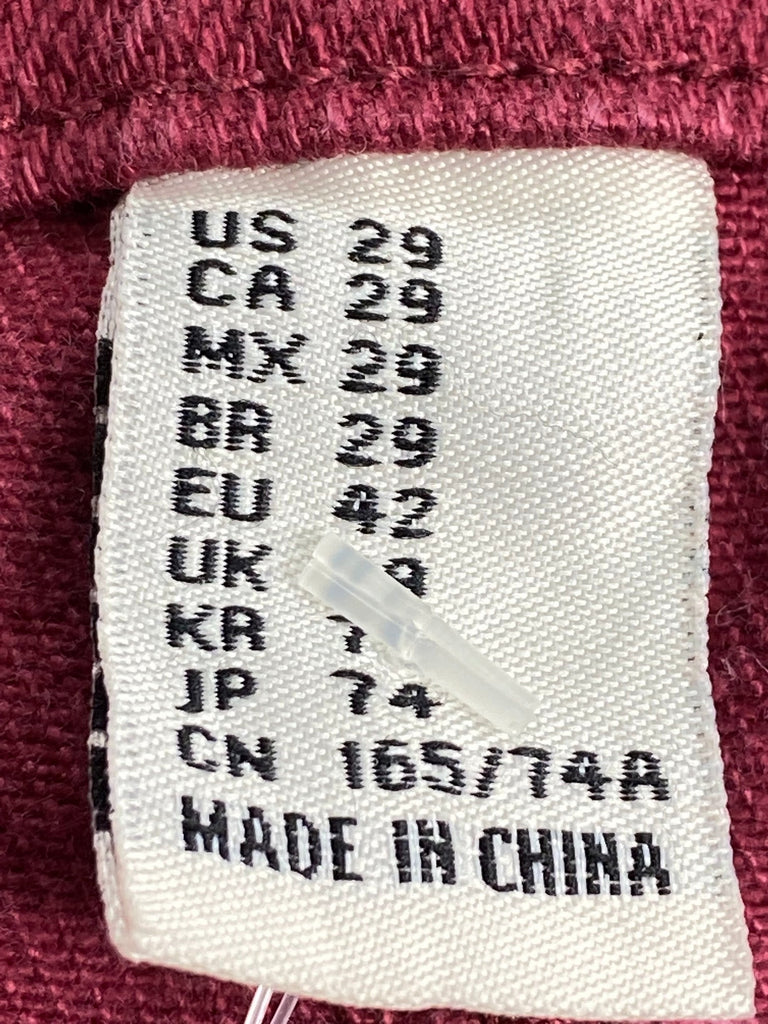 US 29
CA 29
MX 29
BR 29
EU 42
UK
KR
JP 74
CN 165/74A
MADE IN CHINA